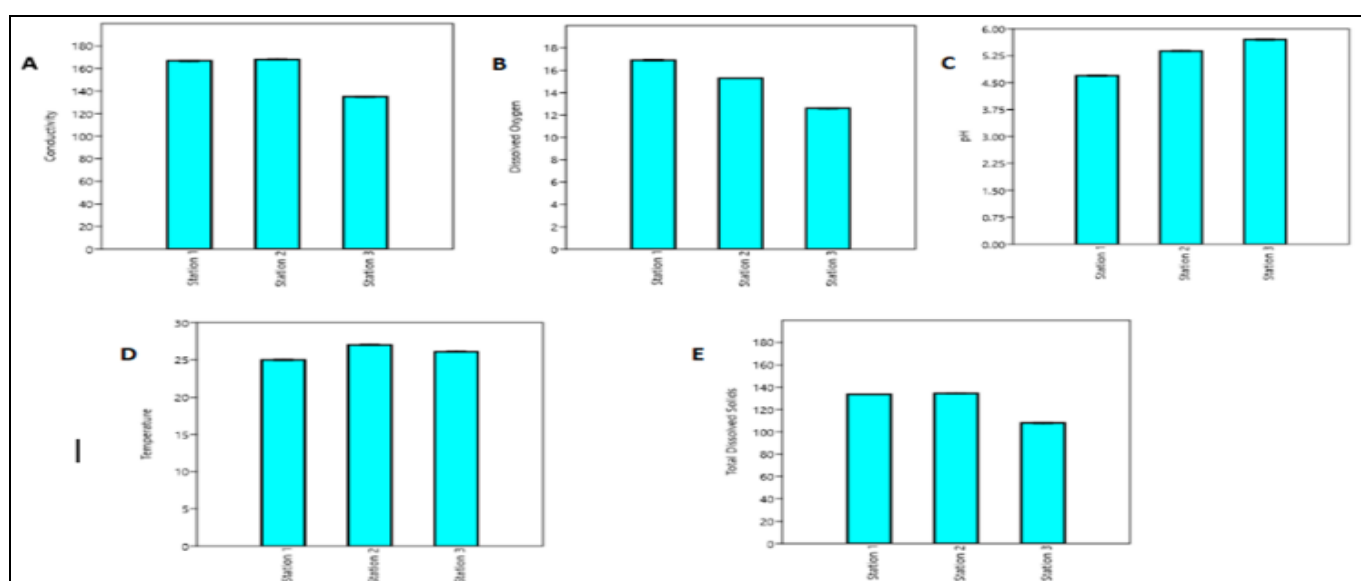 A
Conductivity
180
160
140
120
100
80
60
40
20
0
Station 1
Station 2
Station 3
B
Dissolved Oxygen
18
16
14
12
10
8
6
4
2
0
Station 1
Station 2
Station 3
C
pH
6.00
5.25
4.50
3.75
3.00
2.25
1.50
0.75
0.00
Station 1
Station 2
Station 3
D
Temperature
30
25
20
15
10
5
0
Station 1
Station 2
Station 3
E
Total Dissolved Solids
180
160
140
120
100
80
60
40
20
0
Station 1
Station 2
Station 3